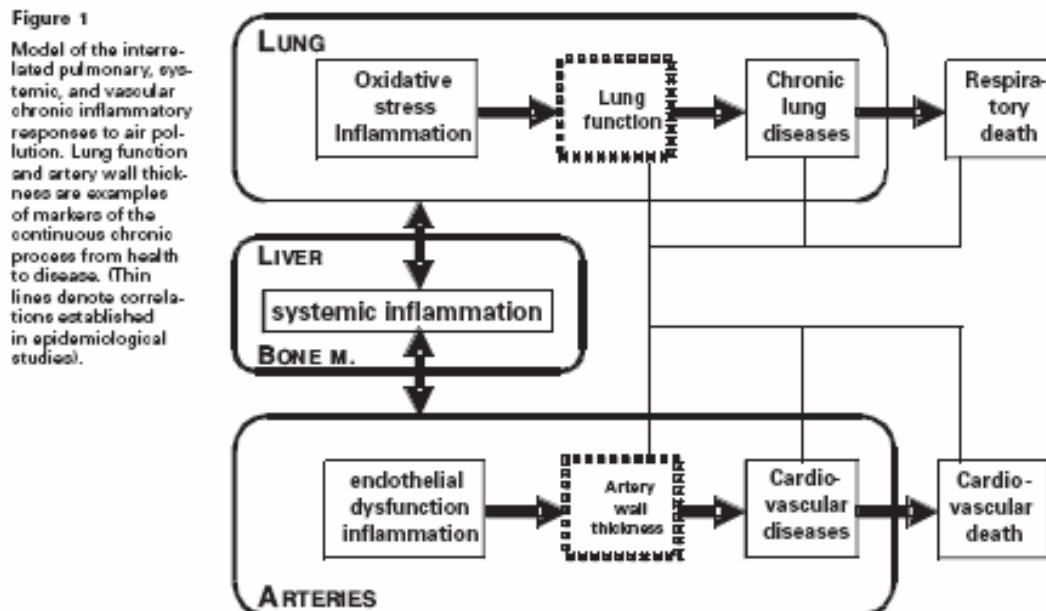 Figure 1
Model of the interre-
lated pulmonary, sys-
temic, and vascular
chronic inflammatory
responses to air pol-
lution. Lung function
and artery wall thick-
ness are examples
of markers of the
continuous chronic
process from health
to disease. (Thin
lines denote correla-
tions established
in epidemiological
studies).
LUNG
Oxidative
stress
Inflammation
Lung
function
Chronic
lung
diseases
Respira-
tory
death
LIVER
systemic inflammation
BONE M.
endothelial
dysfunction
inflammation
Artery
wall
thickness
Cardio-
vascular
diseases
Cardio-
vascular
death
ARTERIES